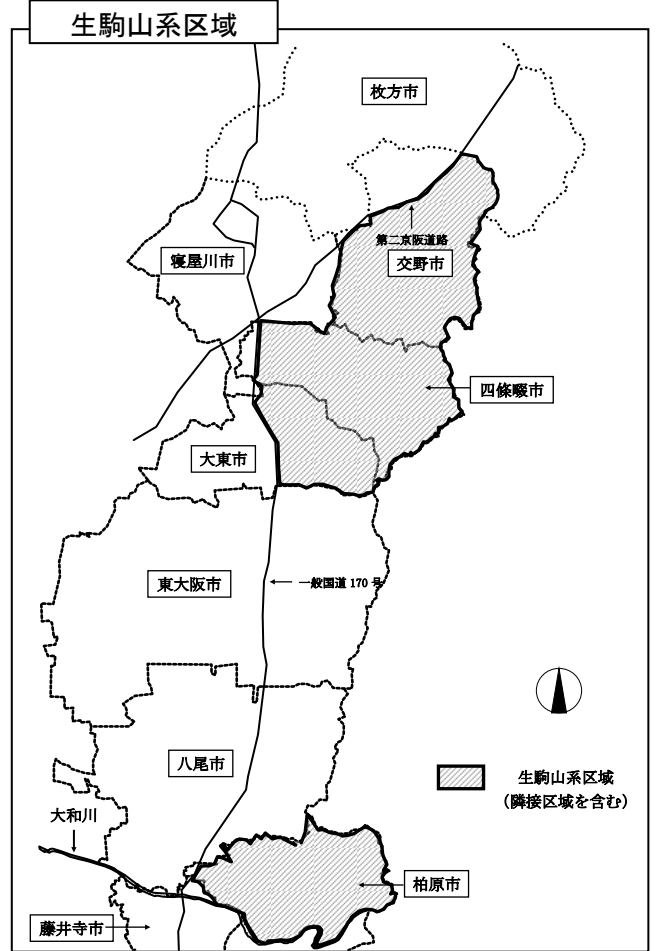 生駒山系区域
枚方市
第二京阪道路
寝屋川市
交野市
四條畷市
大東市
東大阪市
一般国道 170 号
八尾市
生駒山系区域
（隣接区域を含む）
大和川
柏原市
藤井寺市